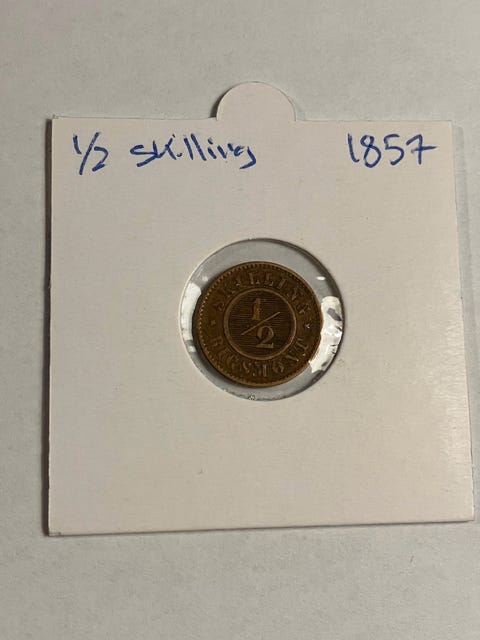 1/2 skilling 1857
SKILLING
1/2
RIGSMØNT